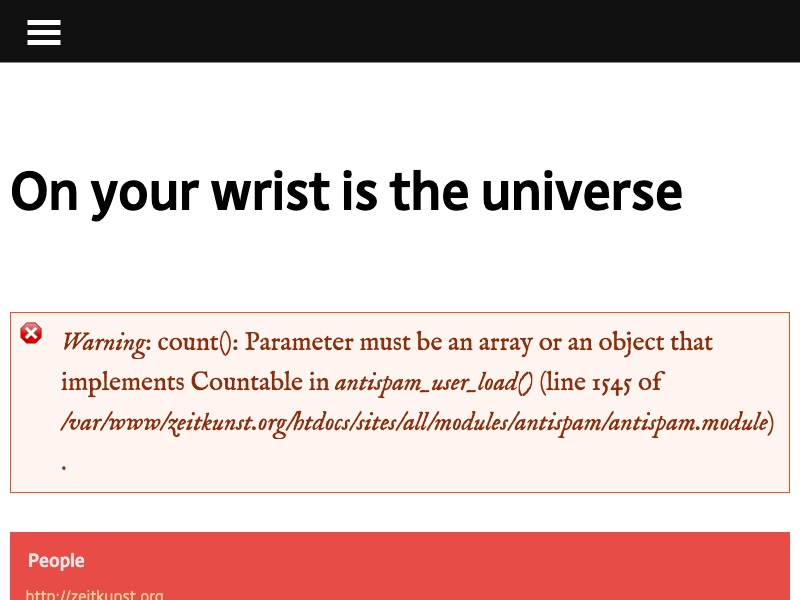 On your wrist is the universe
Warning: count(): Parameter must be an array or an object that
implements Countable in antispam_user_load() (line 1545 of
/var/www/zeitkunst.org/htdocs/sites/all/modules/antispam/antispam.module)
.
People
http://zeitkunst.org